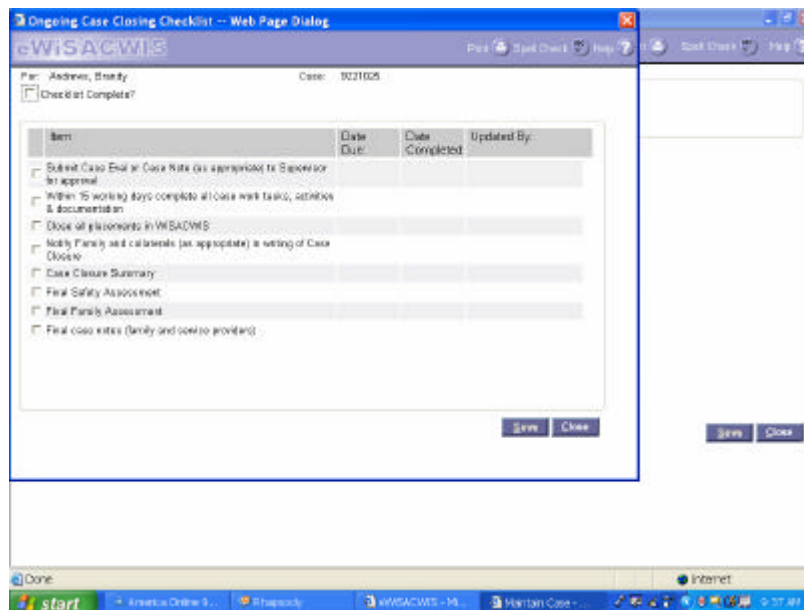 Ongoing Case Closing Checklist -- Web Page Dialog
eWiSACWIS
Print Spell Check Help ?
Spell Check Help
For: Andrews, Brandy Case: 9221025
Checklist Complete?
Item Date Due: Date Completed Updated By:
Submit Case Eval or Case Note (as appropriate) to Supervisor
for approval
Within 15 working days complete all case work tasks, activities
& documentation
Close all placements in WISACWIS
Notify Family and collaterals (as appropriate) in writing of Case
Closure
Case Closure Summary
Final Safety Assessment
Final Family Assessment
Final case notes (family and service providers)
Save Close
Save Close
Done Internet
start America Online 9... Rhapsody eWiSACWIS - Mi... Maintain Case - ... 9:37 AM